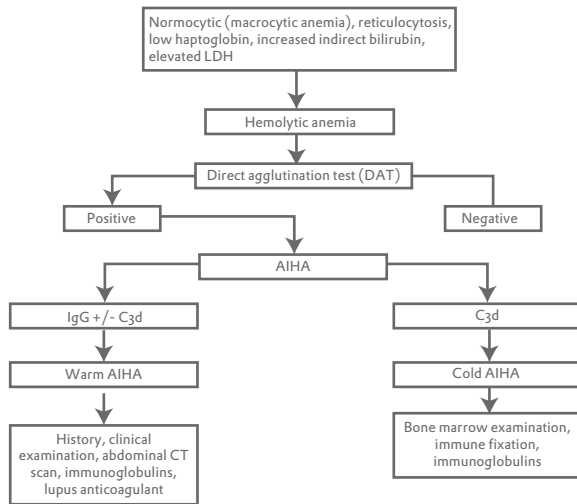 Normocytic (macrocytic anemia), reticulocytosis,
low haptoglobin, increased indirect bilirubin,
elevated LDH
Hemolytic anemia
Direct agglutination test (DAT)
Positive
Negative
AIHA
IgG +/- C3d
C3d
Warm AIHA
Cold AIHA
History, clinical
examination, abdominal CT
scan, immunoglobulins,
lupus anticoagulant
Bone marrow examination,
immune fixation,
immunoglobulins